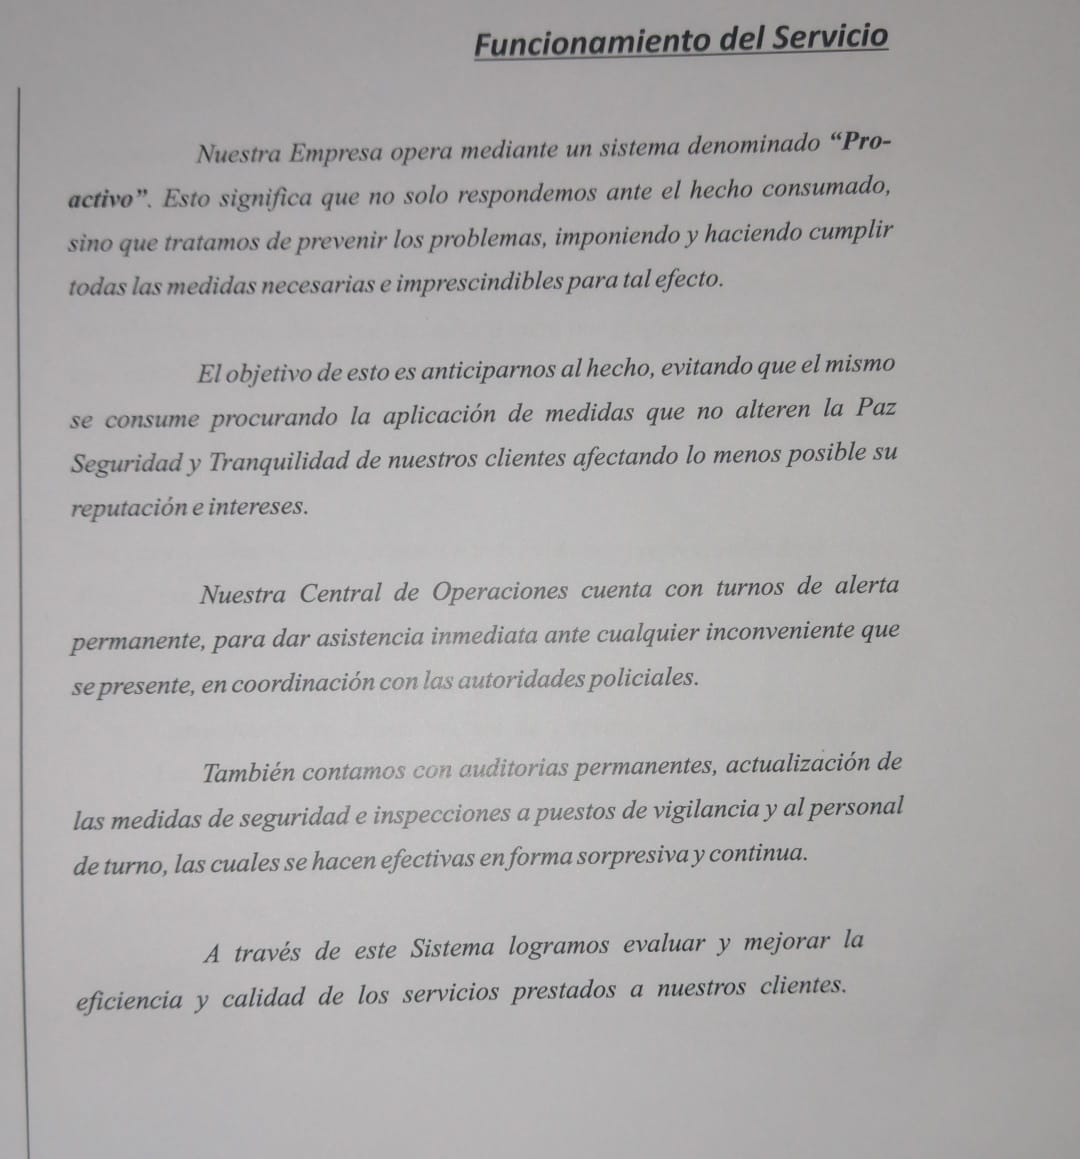 Funcionamiento del Servicio
Nuestra Empresa opera mediante un sistema denominado “Pro-
activo”. Esto significa que no solo respondemos ante el hecho consumado,
sino que tratamos de prevenir los problemas, imponiendo y haciendo cumplir
todas las medidas necesarias e imprescindibles para tal efecto.
El objetivo de esto es anticiparnos al hecho, evitando que el mismo
se consume procurando la aplicación de medidas que no alteren la Paz
Seguridad y Tranquilidad de nuestros clientes afectando lo menos posible su
reputación e intereses.
Nuestra Central de Operaciones cuenta con turnos de alerta
permanente, para dar asistencia inmediata ante cualquier inconveniente que
se presente, en coordinación con las autoridades policiales.
También contamos con auditorias permanentes, actualización de
las medidas de seguridad e inspecciones a puestos de vigilancia y al personal
de turno, las cuales se hacen efectivas en forma sorpresiva y continua.
A través de este Sistema logramos evaluar y mejorar la
eficiencia y calidad de los servicios prestados a nuestros clientes.